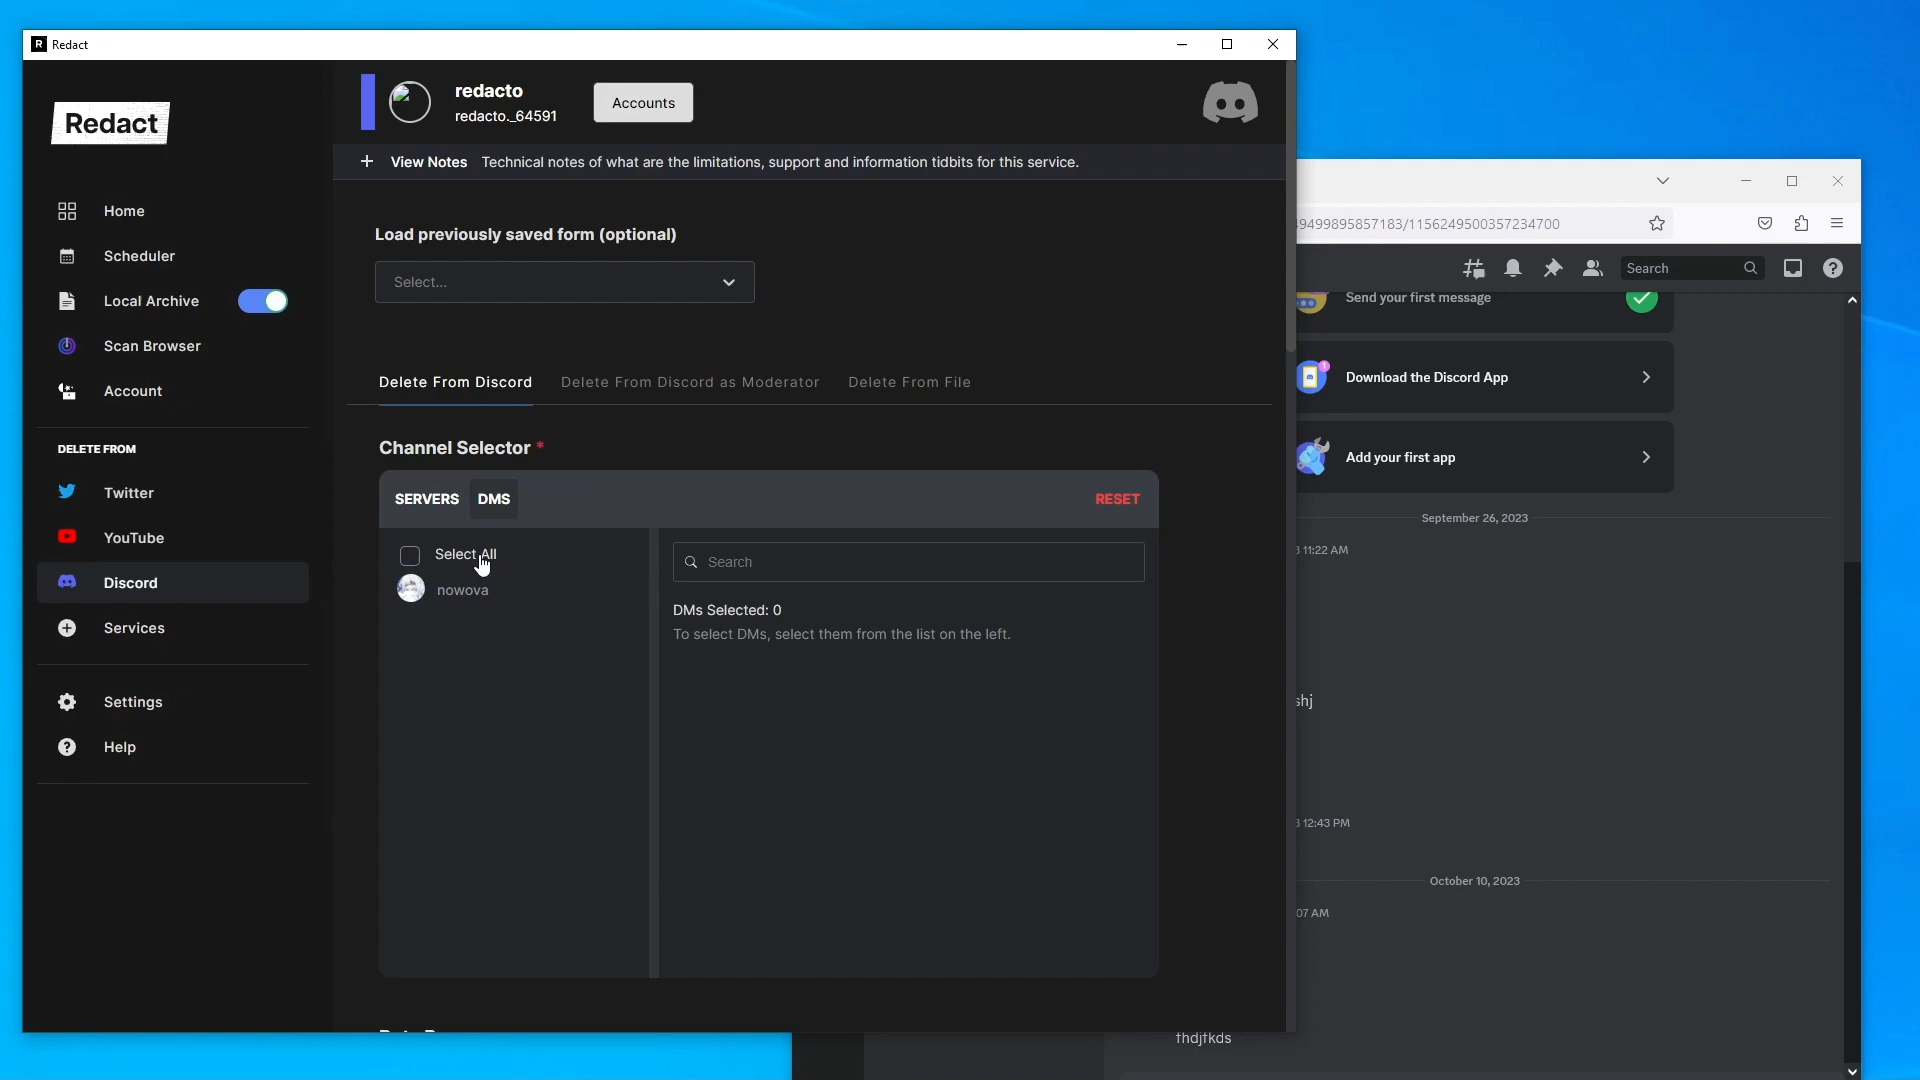 Redact
redacto
redacto._64591
Accounts
Redact
View Notes
Technical notes of what are the limitations, support and information tidbits for this service.
Home
Scheduler
Local Archive
Scan Browser
Account
DELETE FROM
Twitter
YouTube
Discord
Services
Settings
Help
Load previously saved form (optional)
Select...
Delete From Discord
Delete From Discord as Moderator
Delete From File
Channel Selector *
SERVERS
DMS
RESET
Select All
nowova
Search
DMs Selected: 0
To select DMs, select them from the list on the left.
9499895857183/1156249500357234700
Search
Send your first message
Download the Discord App
Add your first app
September 26, 2023
11:22 AM
shj
12:43 PM
October 10, 2023
07 AM
fhdjfkds